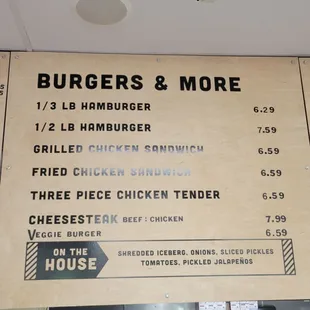 BURGERS & MORE
1/3 LB HAMBURGER 6.29
1/2 LB HAMBURGER 7.59
GRILLED CHICKEN SANDWICH 6.59
FRIED CHICKEN SANDWICH 6.59
THREE PIECE CHICKEN TENDER 6.59
CHEESESTEAK BEEF | CHICKEN 7.99
VEGGIE BURGER 6.59
ON THE
HOUSE
SHREDDED ICEBERG, ONIONS, SLICED PICKLES
TOMATOES, PICKLED JALAPEÑOS